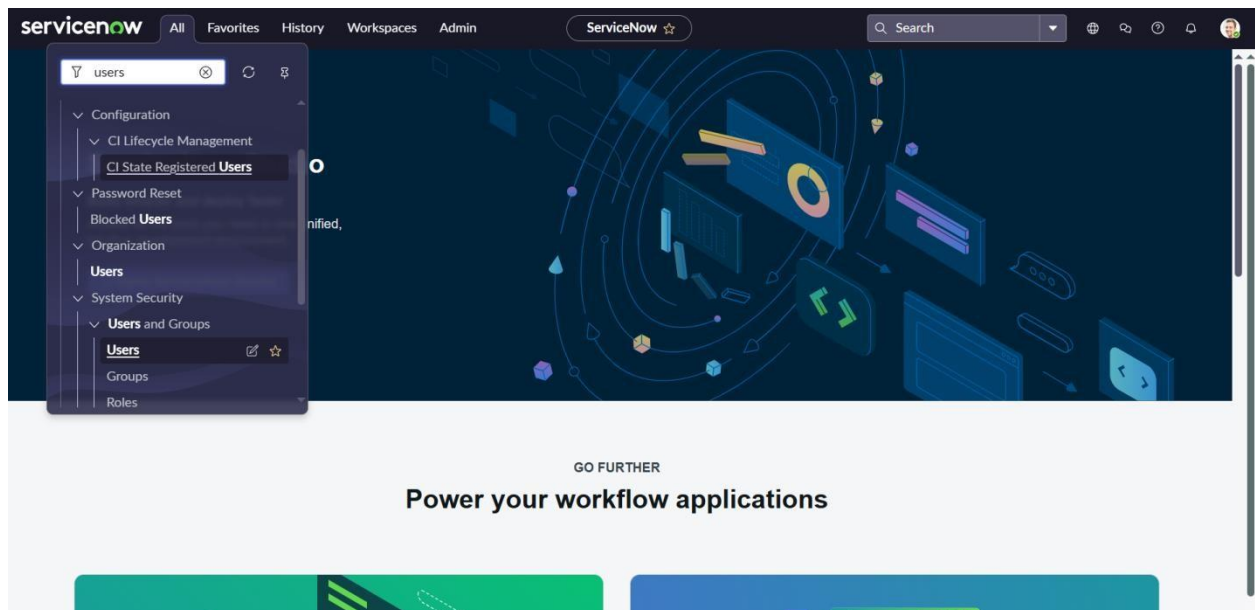 servicenow All Favorites History Workspaces Admin ServiceNow Search
users
Configuration
CI Lifecycle Management
CI State Registered Users
o
Password Reset
Blocked Users
nified,
Organization
Users
System Security
Users and Groups
Users
Groups
Roles
GO FURTHER
Power your workflow applications